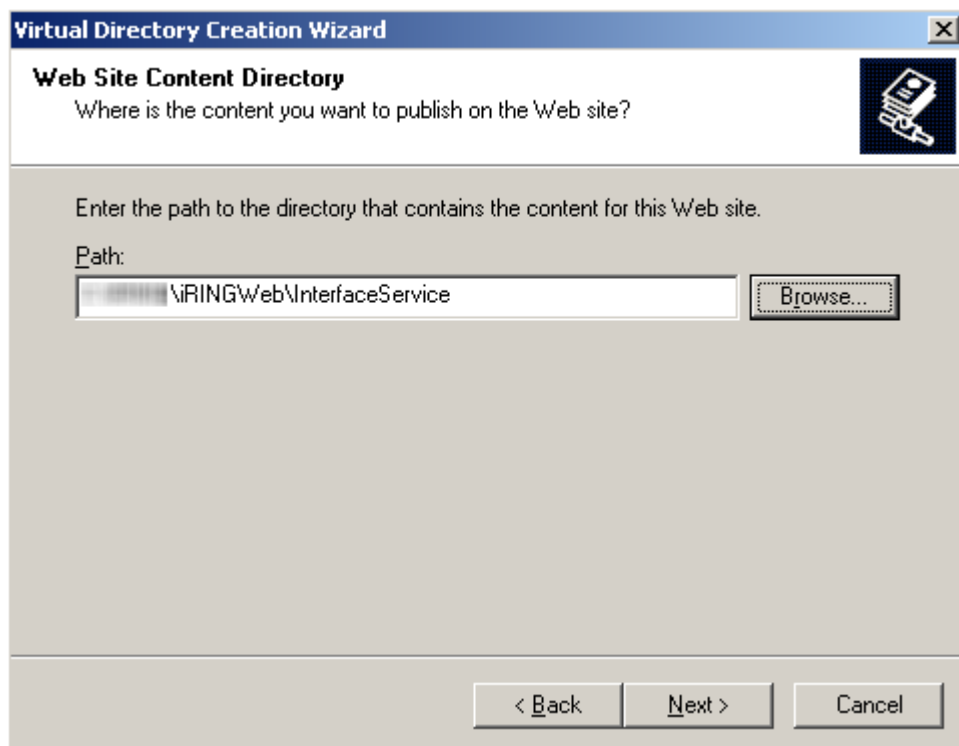 Virtual Directory Creation Wizard
Web Site Content Directory
Where is the content you want to publish on the Web site?
Enter the path to the directory that contains the content for this Web site.
Path:
\iRINGWeb\InterfaceService
Browse...
< Back
Next >
Cancel